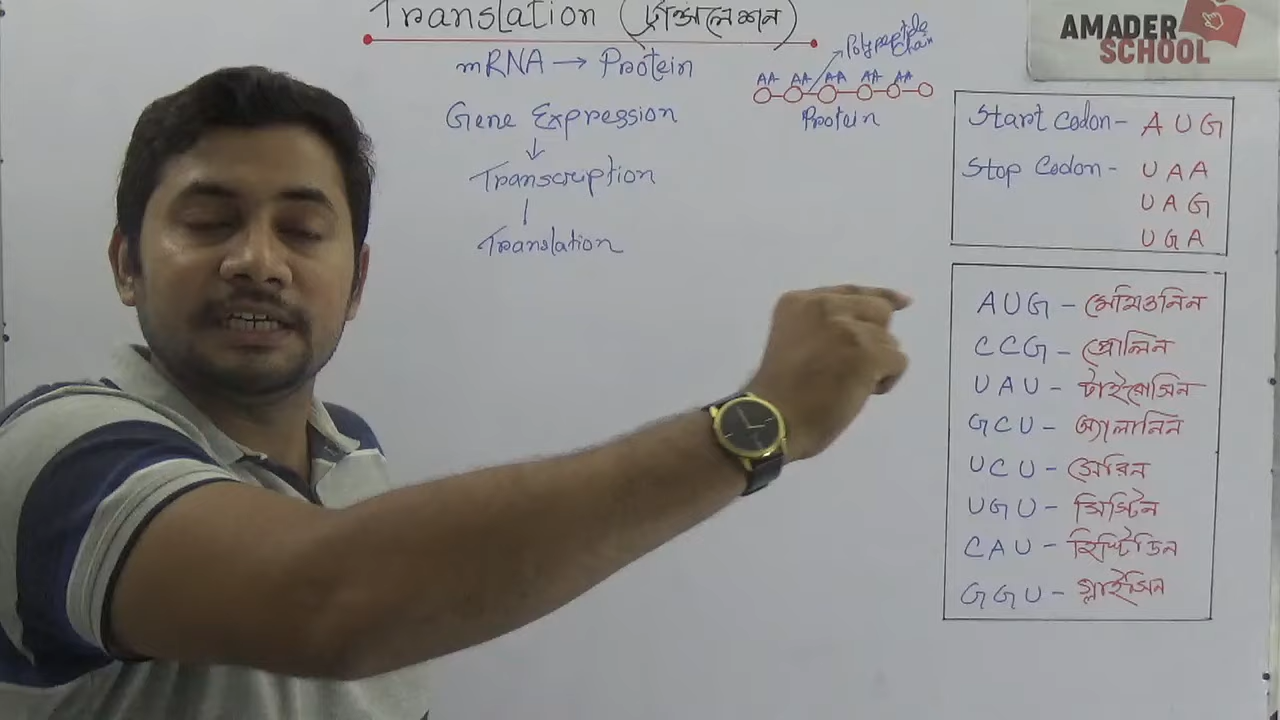 Translation (ট্রান্সলেশন)
mRNA → Protein
Gene Expression
↓
Transcription
|
Translation
Polypeptide
Chain
AA AA AA AA AA
Protein
AMADER
SCHOOL
Start Codon - AUG
Stop Codon - UAA
UAG
UGA
AUG - মেথিওনিন
CCG - প্রোলিন
UAU - টাইরোসিন
GCU - অ্যালানিন
UCU - সেরিন
UGU - সিস্টিন
CAU - হিস্টিডিন
GGU - গ্লাইসিন